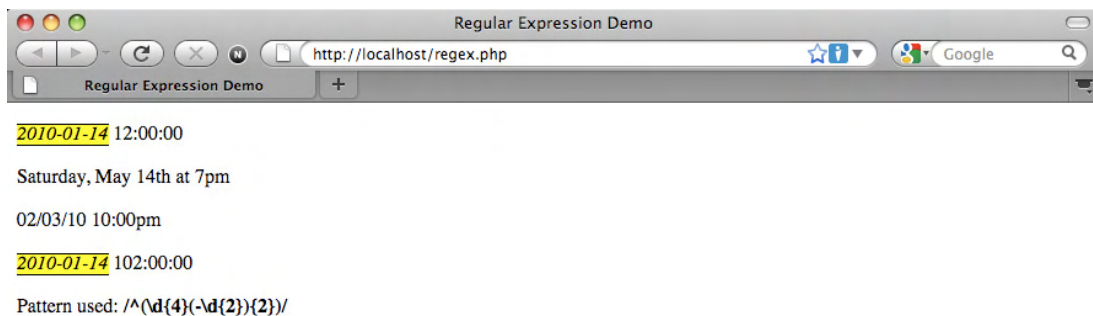 Regular Expression Demo
http://localhost/regex.php
Google
Regular Expression Demo +
2010-01-14 12:00:00
Saturday, May 14th at 7pm
02/03/10 10:00pm
2010-01-14 102:00:00
Pattern used: /^(\d{4}(-\d{2}){2})/